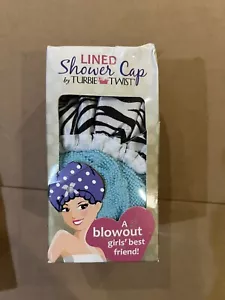 LINED
Shower Cap
by TURBIE TWIST
A
blowout
girls' best
friend!